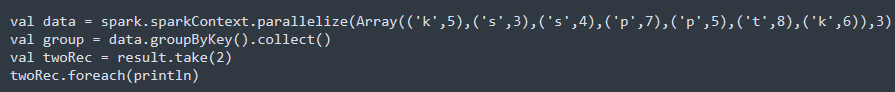 val data = spark.sparkContext.parallelize(Array(('k',5),('s',3),('s',4),('p',7),('p',5),('t',8),('k',6)),3)
val group = data.groupByKey().collect()
val twoRec = result.take(2)
twoRec.foreach(println)